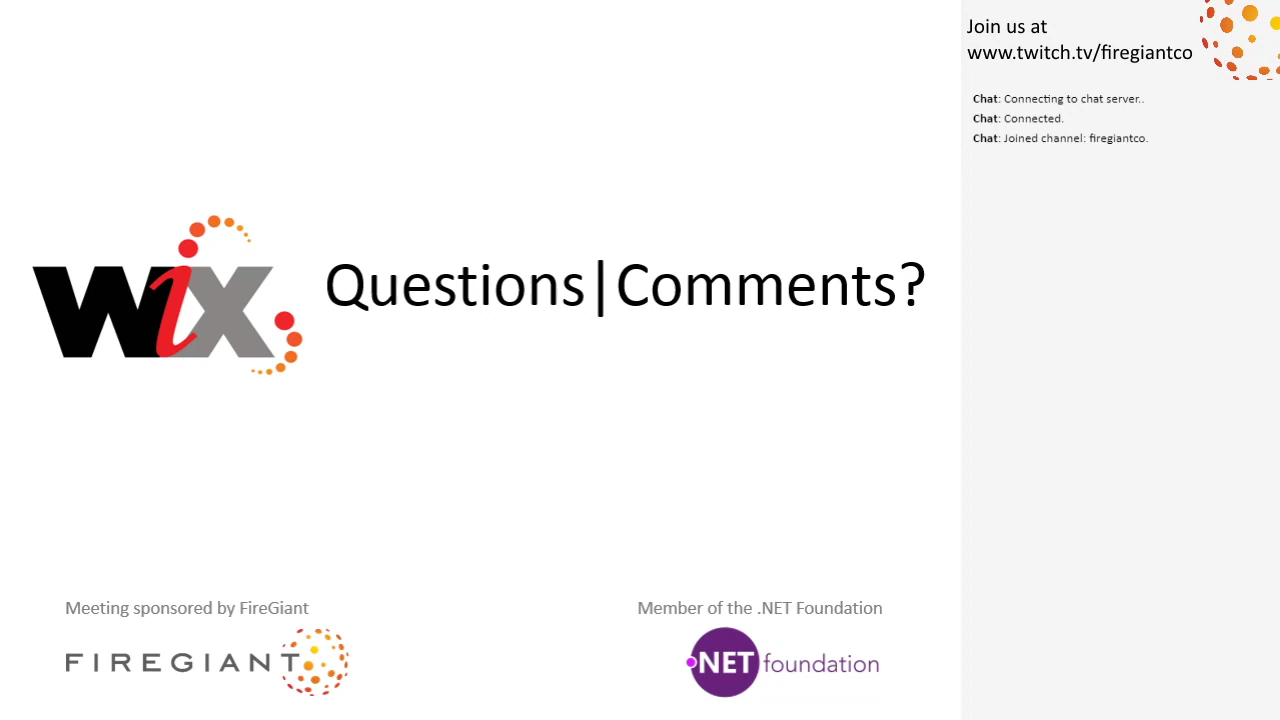 Join us at
www.twitch.tv/firegiantco
Chat: Connecting to chat server..
Chat: Connected.
Chat: Joined channel: firegiantco.
WiX
Questions|Comments?
Meeting sponsored by FireGiant
FIREGIANT
Member of the .NET Foundation
.NET foundation